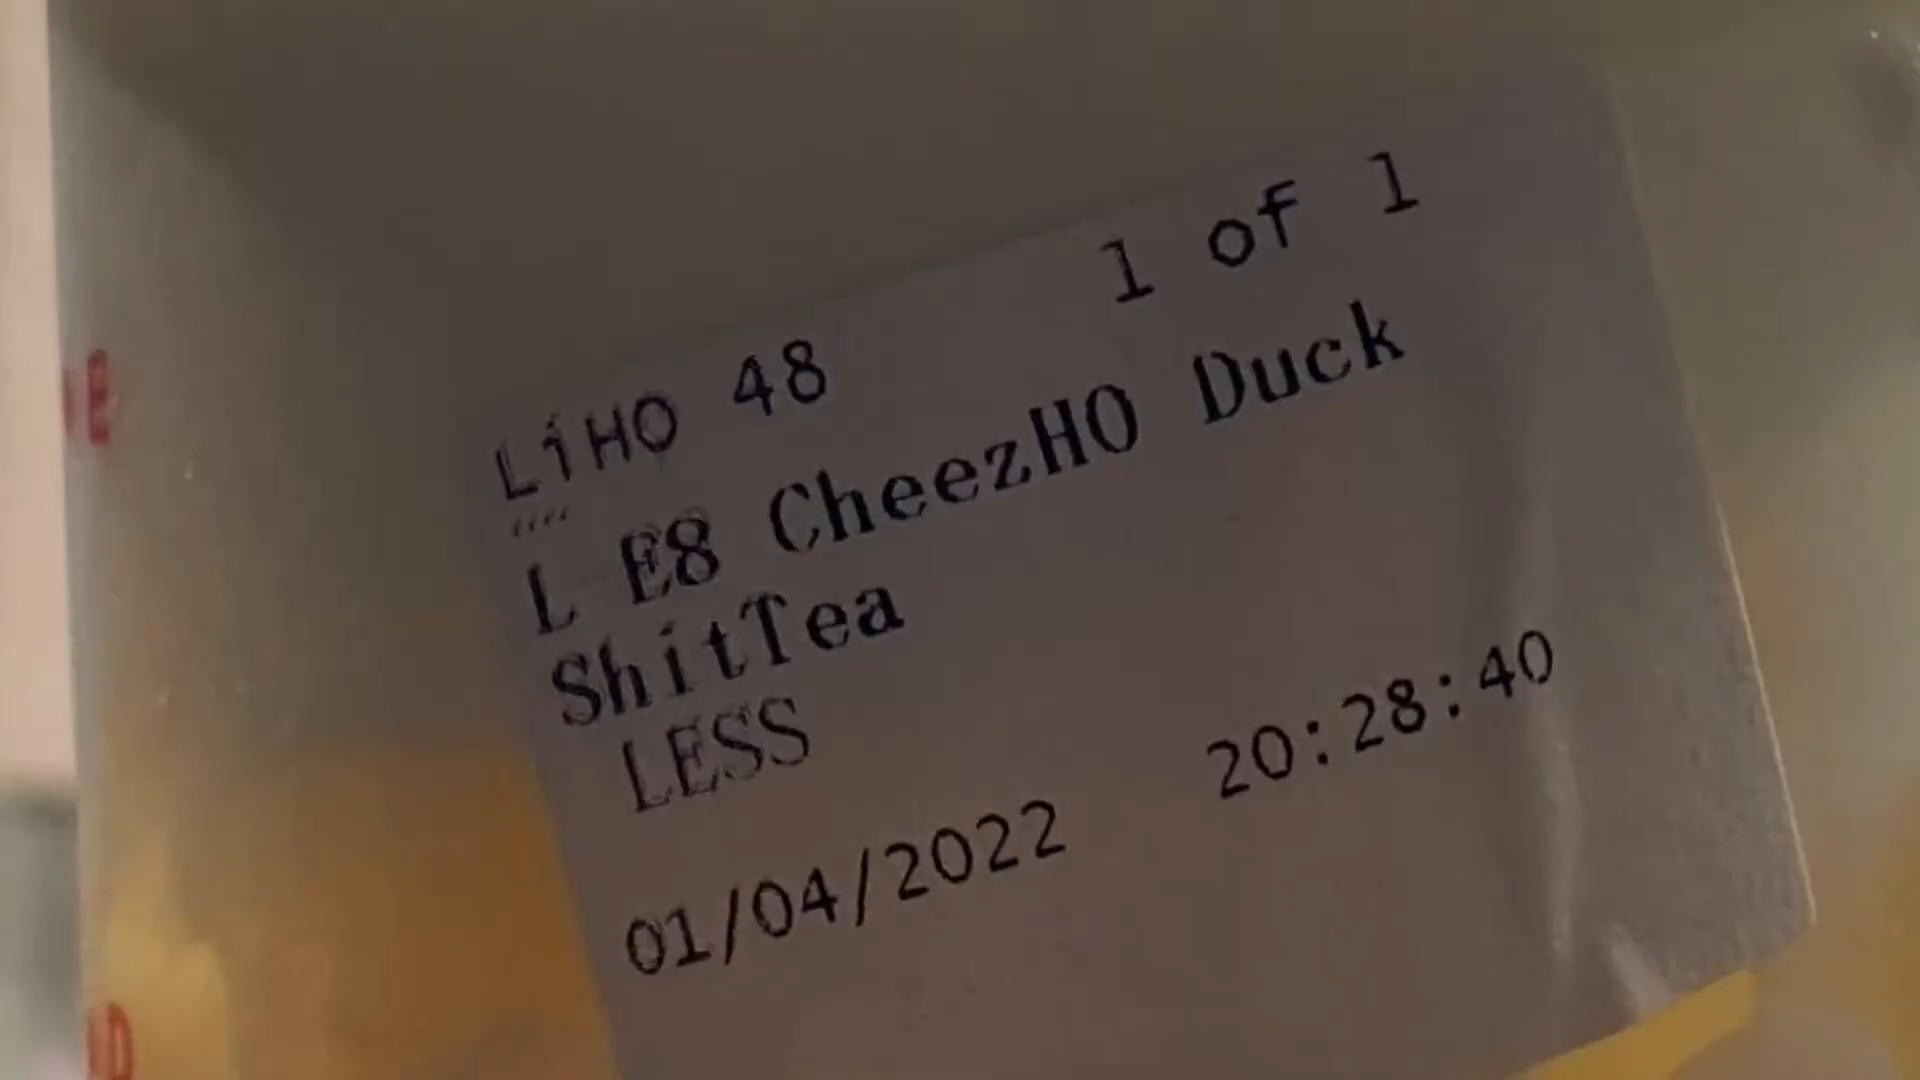 LiHO 48 1 of 1
L E8 CheezHO Duck
ShitTea
LESS
01/04/2022 20:28:40